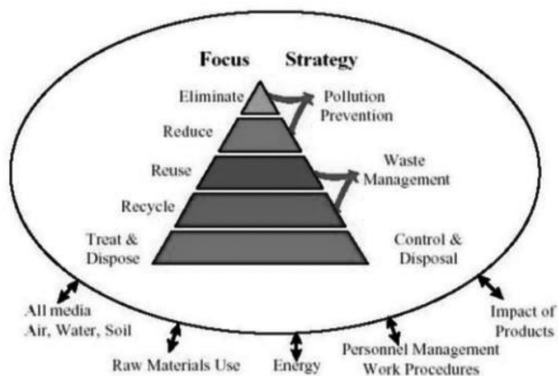 Focus Strategy
Eliminate
Pollution
Prevention
Reduce
Reuse
Waste
Management
Recycle
Treat &
Dispose
Control &
Disposal
All media
Air, Water, Soil
Raw Materials Use
Energy
Personnel Management
Work Procedures
Impact of
Products